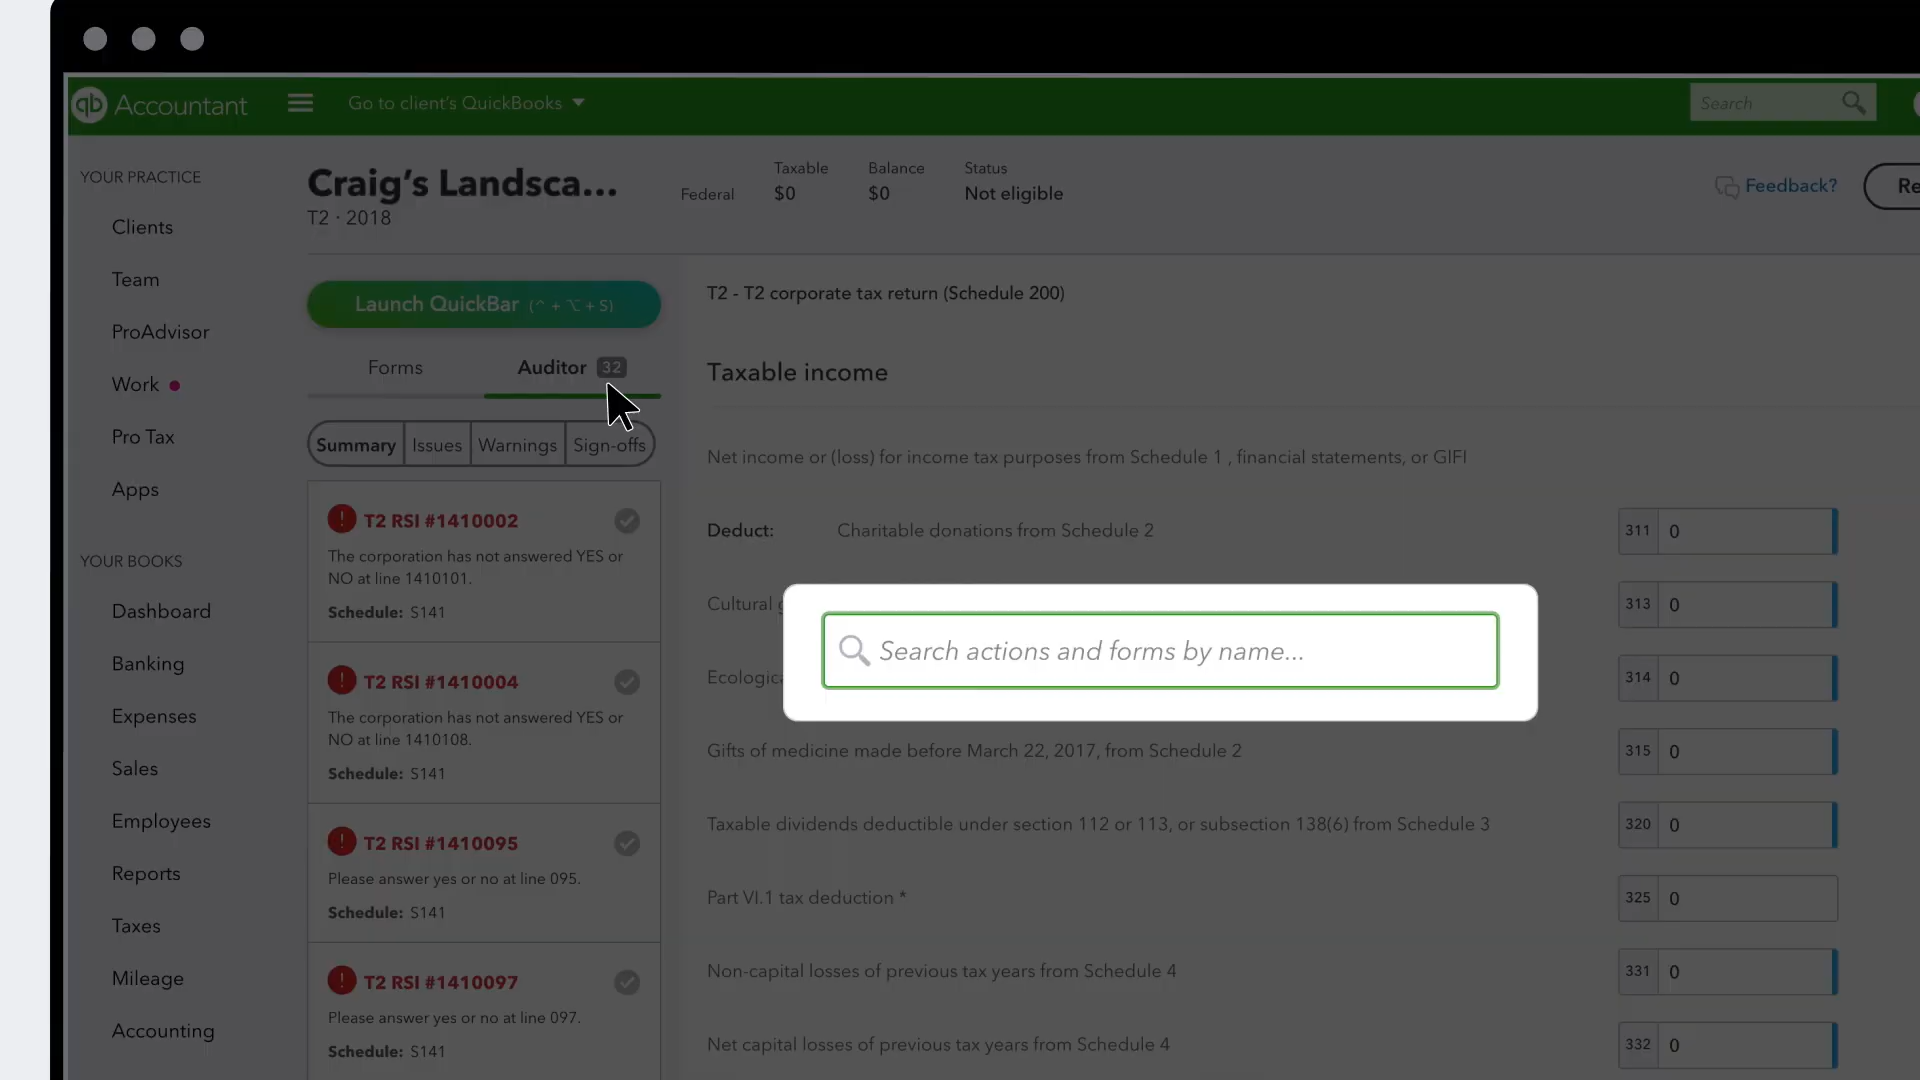 qb Accountant
Go to client's QuickBooks
Search
YOUR PRACTICE
Clients
Team
ProAdvisor
Work
Pro Tax
Apps
YOUR BOOKS
Dashboard
Banking
Expenses
Sales
Employees
Reports
Taxes
Mileage
Accounting
Craig's Landsca...
T2 · 2018
Federal
Taxable
$0
Balance
$0
Status
Not eligible
Feedback?
Re
Launch QuickBar (^ + ⌥ + S)
Forms
Auditor 32
Summary
Issues
Warnings
Sign-offs
T2 RSI #1410002
The corporation has not answered YES or
NO at line 1410101.
Schedule: S141
T2 RSI #1410004
The corporation has not answered YES or
NO at line 1410108.
Schedule: S141
T2 RSI #1410095
Please answer yes or no at line 095.
Schedule: S141
T2 RSI #1410097
Please answer yes or no at line 097.
Schedule: S141
T2 - T2 corporate tax return (Schedule 200)
Taxable income
Net income or (loss) for income tax purposes from Schedule 1 , financial statements, or GIFI
Deduct: Charitable donations from Schedule 2 311 0
Cultural 313 0
Search actions and forms by name...
314 0
Gifts of medicine made before March 22, 2017, from Schedule 2 315 0
Taxable dividends deductible under section 112 or 113, or subsection 138(6) from Schedule 3 320 0
Part VI.1 tax deduction * 325 0
Non-capital losses of previous tax years from Schedule 4 331 0
Net capital losses of previous tax years from Schedule 4 332 0